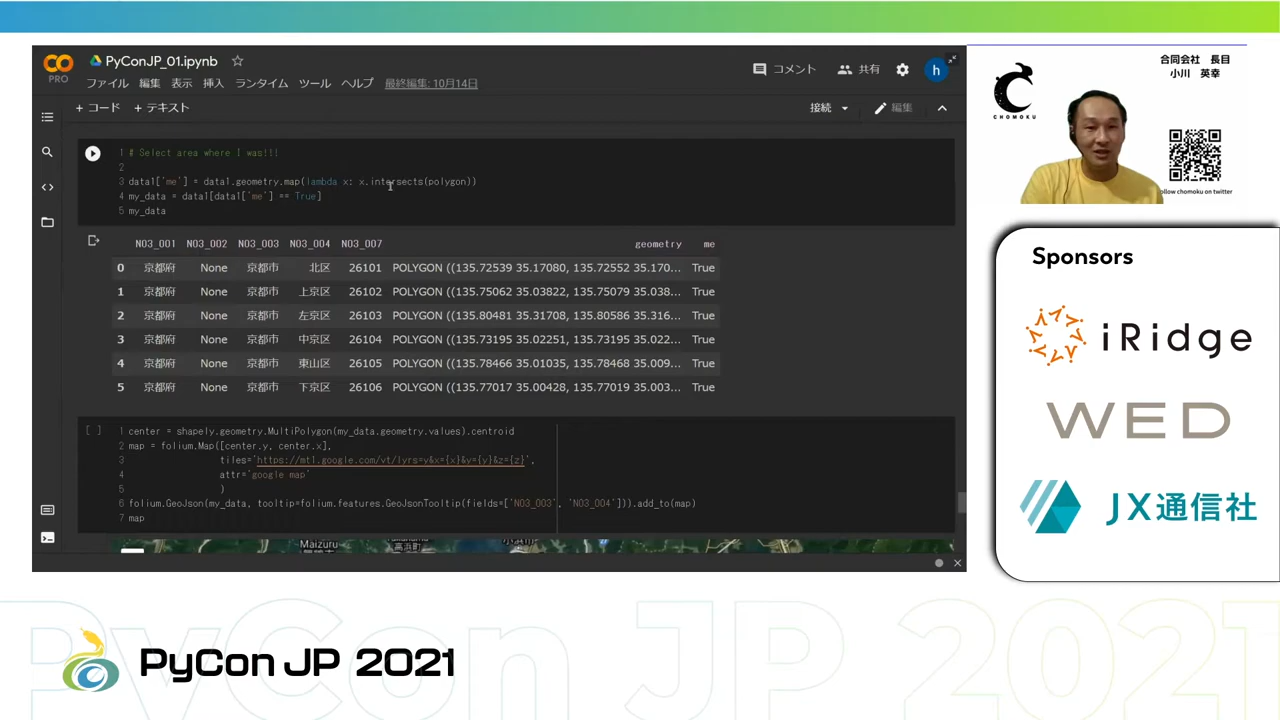 CO
PRO
PyConJP_01.ipynb
ファイル 編集 表示 挿入 ランタイム ツール ヘルプ 最終編集: 10月14日
コメント 共有 h
+ コード + テキスト
接続 編集
1 # Select area where I was!!!
2
3 data1['me'] = data1.geometry.map(lambda x: x.intersects(polygon))
4 my_data = data1[data1['me'] == True]
5 my_data
N03_001 N03_002 N03_003 N03_004 N03_007 geometry me
0 京都府 None 京都市 北区 26101 POLYGON ((135.72539 35.17080, 135.72552 35.170... True
1 京都府 None 京都市 上京区 26102 POLYGON ((135.75062 35.03822, 135.75079 35.038... True
2 京都府 None 京都市 左京区 26103 POLYGON ((135.80481 35.31708, 135.80586 35.316... True
3 京都府 None 京都市 中京区 26104 POLYGON ((135.73195 35.02251, 135.73195 35.022... True
4 京都府 None 京都市 東山区 26105 POLYGON ((135.78466 35.01035, 135.78468 35.009... True
5 京都府 None 京都市 下京区 26106 POLYGON ((135.77017 35.00428, 135.77019 35.003... True
[ ] 1 center = shapely.geometry.MultiPolygon(my_data.geometry.values).centroid
2 map = folium.Map([center.y, center.x],
3 tiles='https://mt1.google.com/vt/lyrs=y&x={x}&y={y}&z={z}',
4 attr='google map'
5 )
6 folium.GeoJson(my_data, tooltip=folium.features.GeoJsonTooltip(fields=['N03_003', 'N03_004'])).add_to(map)
7 map
Maizuru
高浜町
合同会社 長目
小川 英幸
CHOMOKU
follow chomoku on twitter
Sponsors
iRidge
WED
JX通信社
PyCon JP 2021
PyCon JP 2021